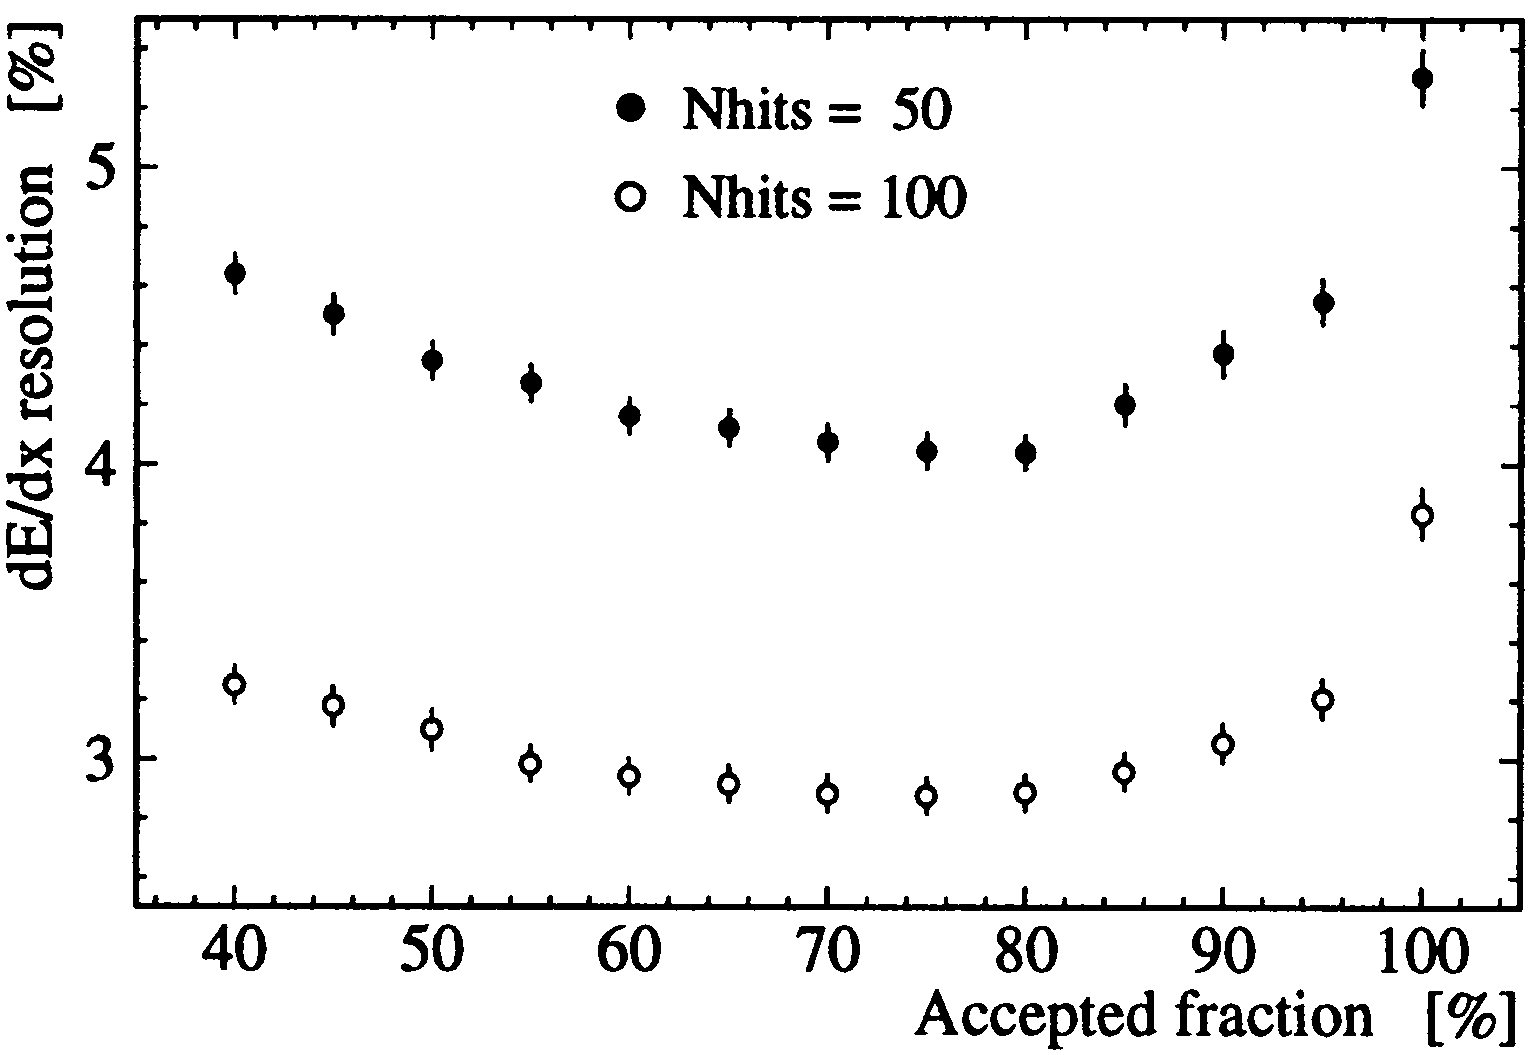 dE/dx resolution [%]
Nhits = 50
Nhits = 100
5
4
3
40 50 60 70 80 90 100
Accepted fraction [%]